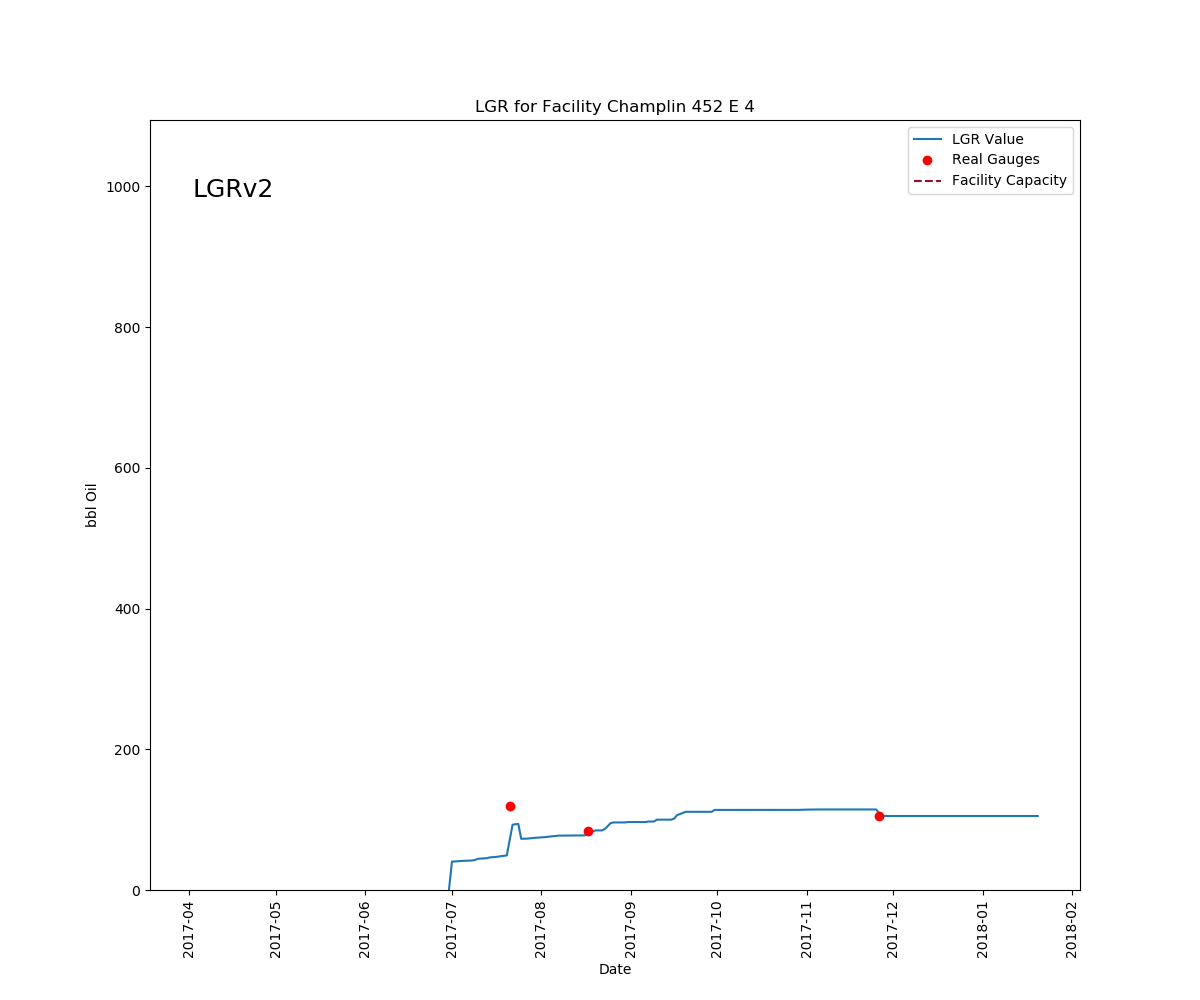 LGR for Facility Champlin 452 E 4
LGR Value
Real Gauges
Facility Capacity
LGRv2
1000
800
600
400
200
0
bbl Oil
2017-04
2017-05
2017-06
2017-07
2017-08
2017-09
2017-10
2017-11
2017-12
2018-01
2018-02
Date